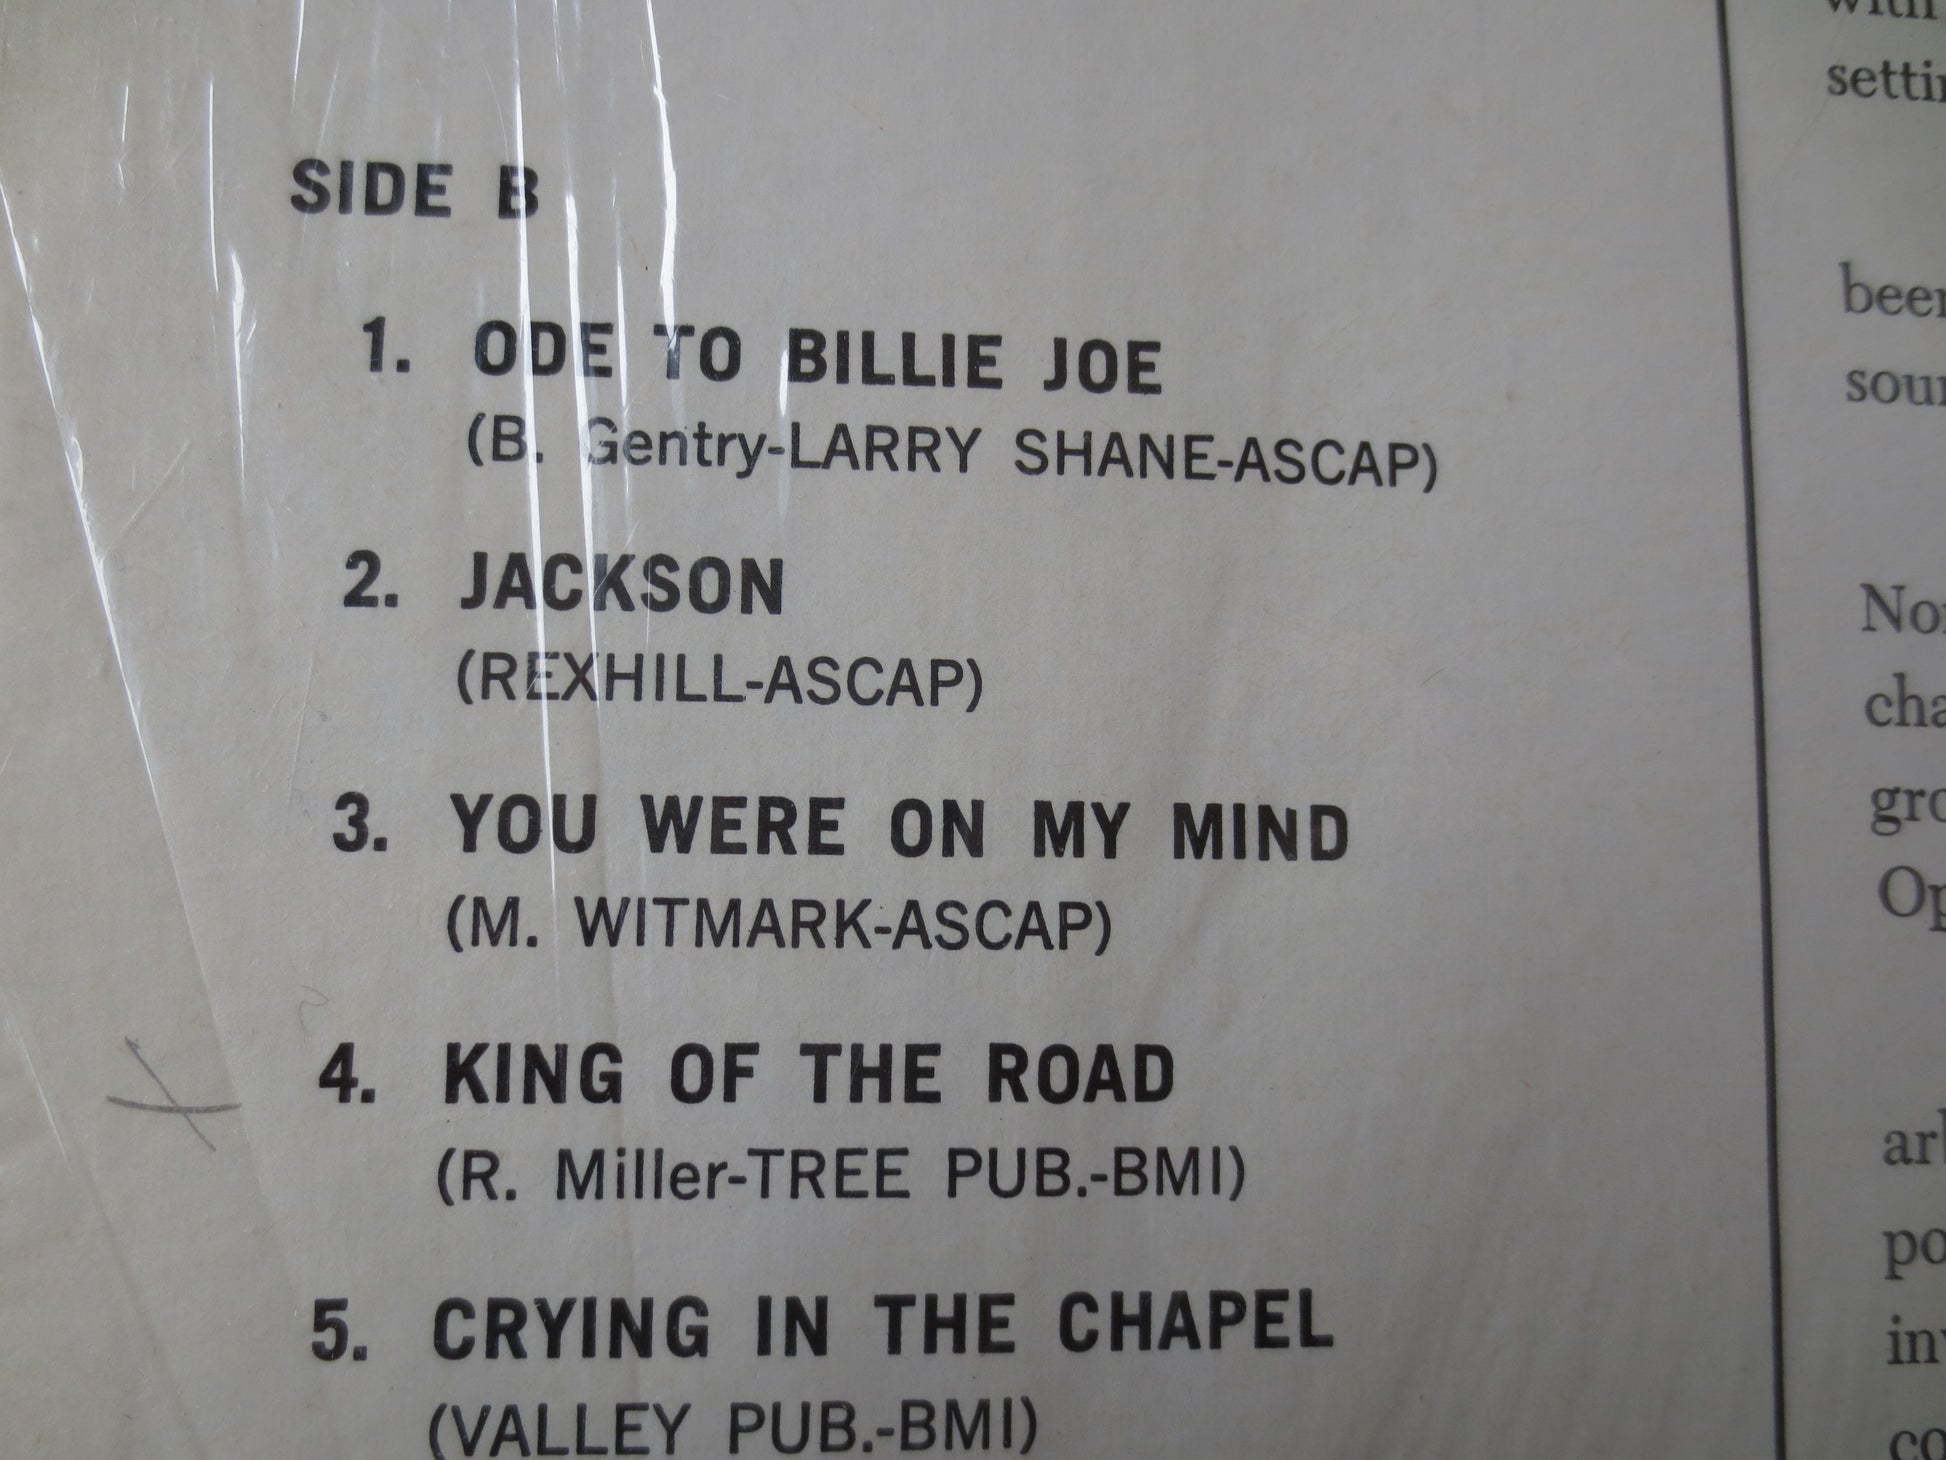 SIDE B
1. ODE TO BILLIE JOE
(B. Gentry-LARRY SHANE-ASCAP)
2. JACKSON
(REXHILL-ASCAP)
3. YOU WERE ON MY MIND
(M. WITMARK-ASCAP)
4. KING OF THE ROAD
(R. Miller-TREE PUB.-BMI)
5. CRYING IN THE CHAPEL
(VALLEY PUB.-BMI)